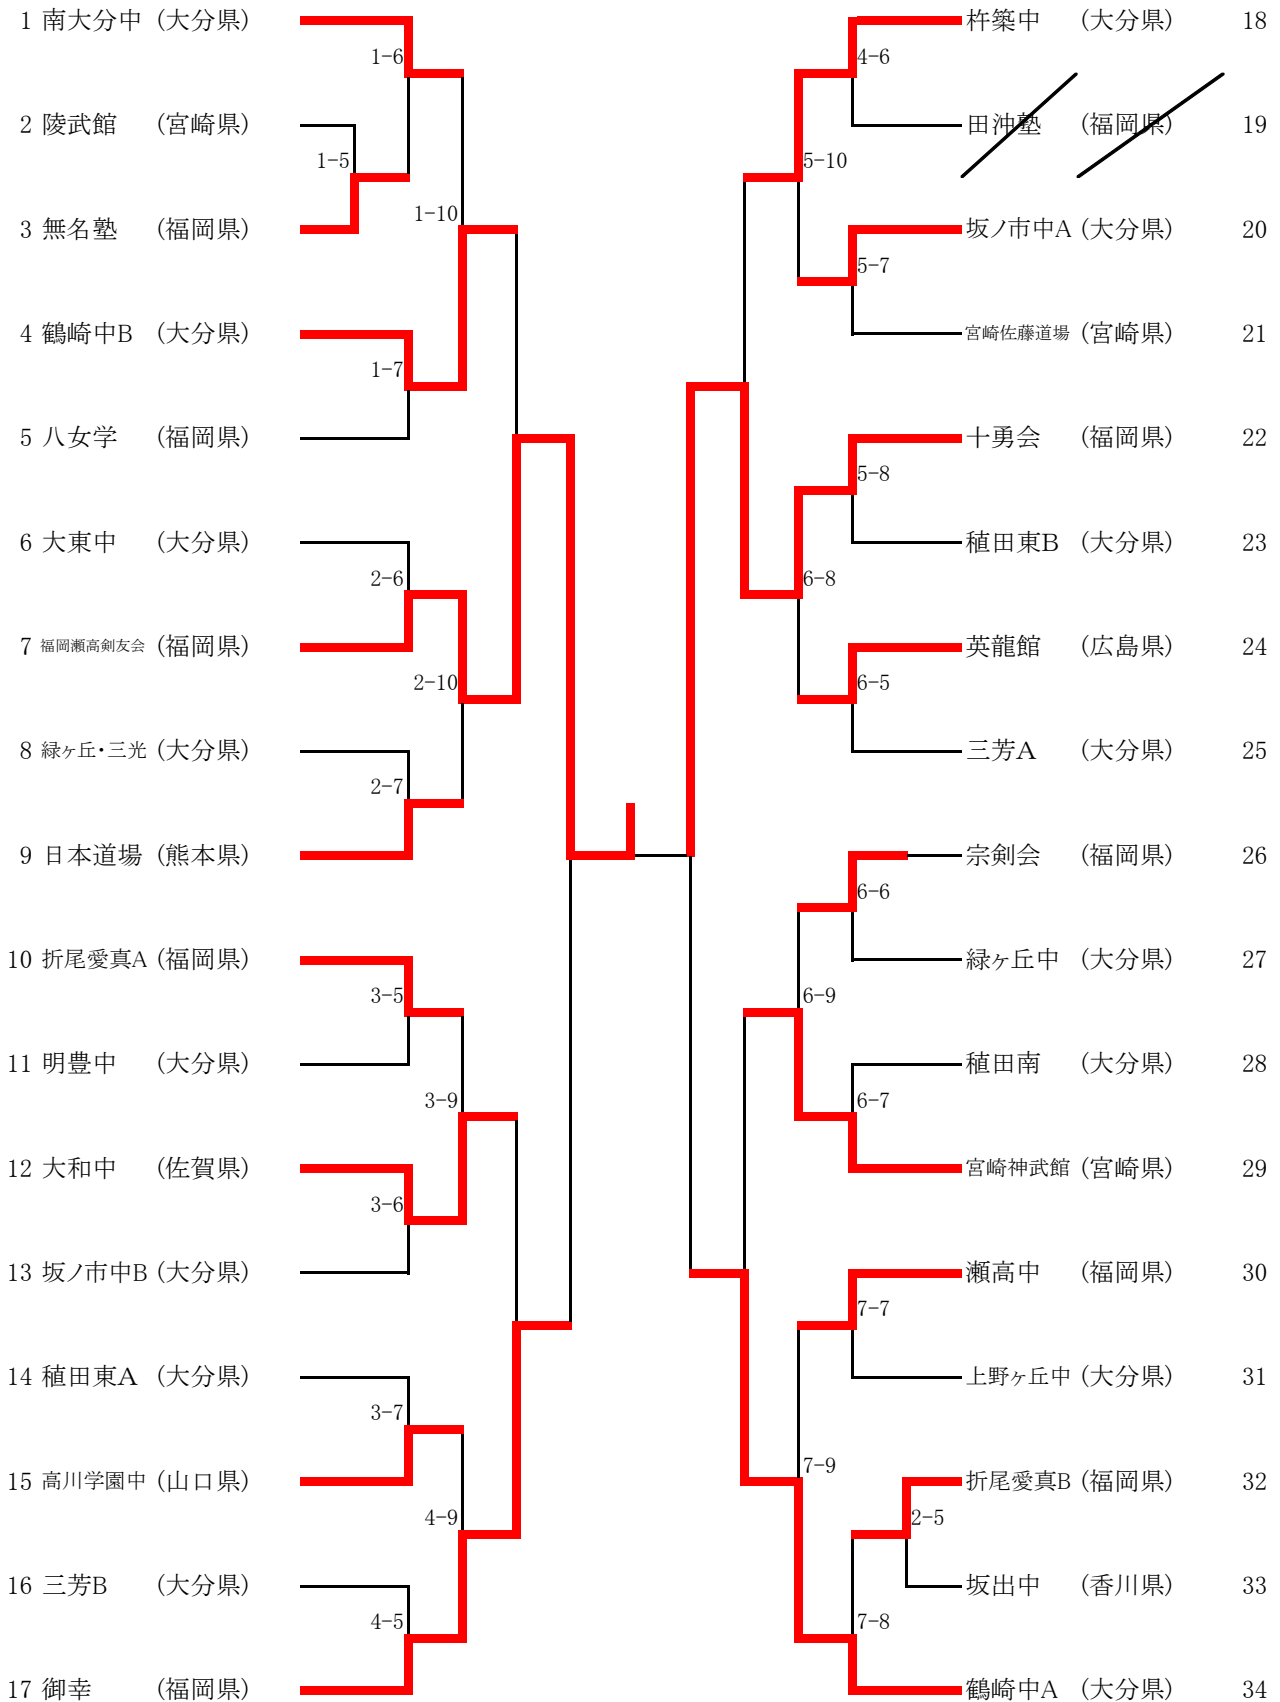 1 南大分中 (大分県)
1-6
2 陵武館 (宮崎県)
1-5
3 無名塾 (福岡県)
1-10
4 鶴崎中B (大分県)
1-7
5 八女学 (福岡県)
6 大東中 (大分県)
2-6
7 福岡瀬高剣友会 (福岡県)
2-10
8 緑ヶ丘・三光 (大分県)
2-7
9 日本道場 (熊本県)
10 折尾愛真A (福岡県)
3-5
11 明豊中 (大分県)
3-9
12 大和中 (佐賀県)
3-6
13 坂ノ市中B (大分県)
14 稙田東A (大分県)
3-7
15 高川学園中 (山口県)
4-9
16 三芳B (大分県)
4-5
17 御幸 (福岡県)
杵築中 (大分県) 18
4-6
田沖塾 (福岡県) 19
5-10
坂ノ市中A (大分県) 20
5-7
宮崎佐藤道場 (宮崎県) 21
十勇会 (福岡県) 22
5-8
稙田東B (大分県) 23
6-8
英龍館 (広島県) 24
6-5
三芳A (大分県) 25
宗剣会 (福岡県) 26
6-6
緑ヶ丘中 (大分県) 27
6-9
稙田南 (大分県) 28
6-7
宮崎神武館 (宮崎県) 29
瀬高中 (福岡県) 30
7-7
上野ヶ丘中 (大分県) 31
7-9
折尾愛真B (福岡県) 32
2-5
坂出中 (香川県) 33
7-8
鶴崎中A (大分県) 34